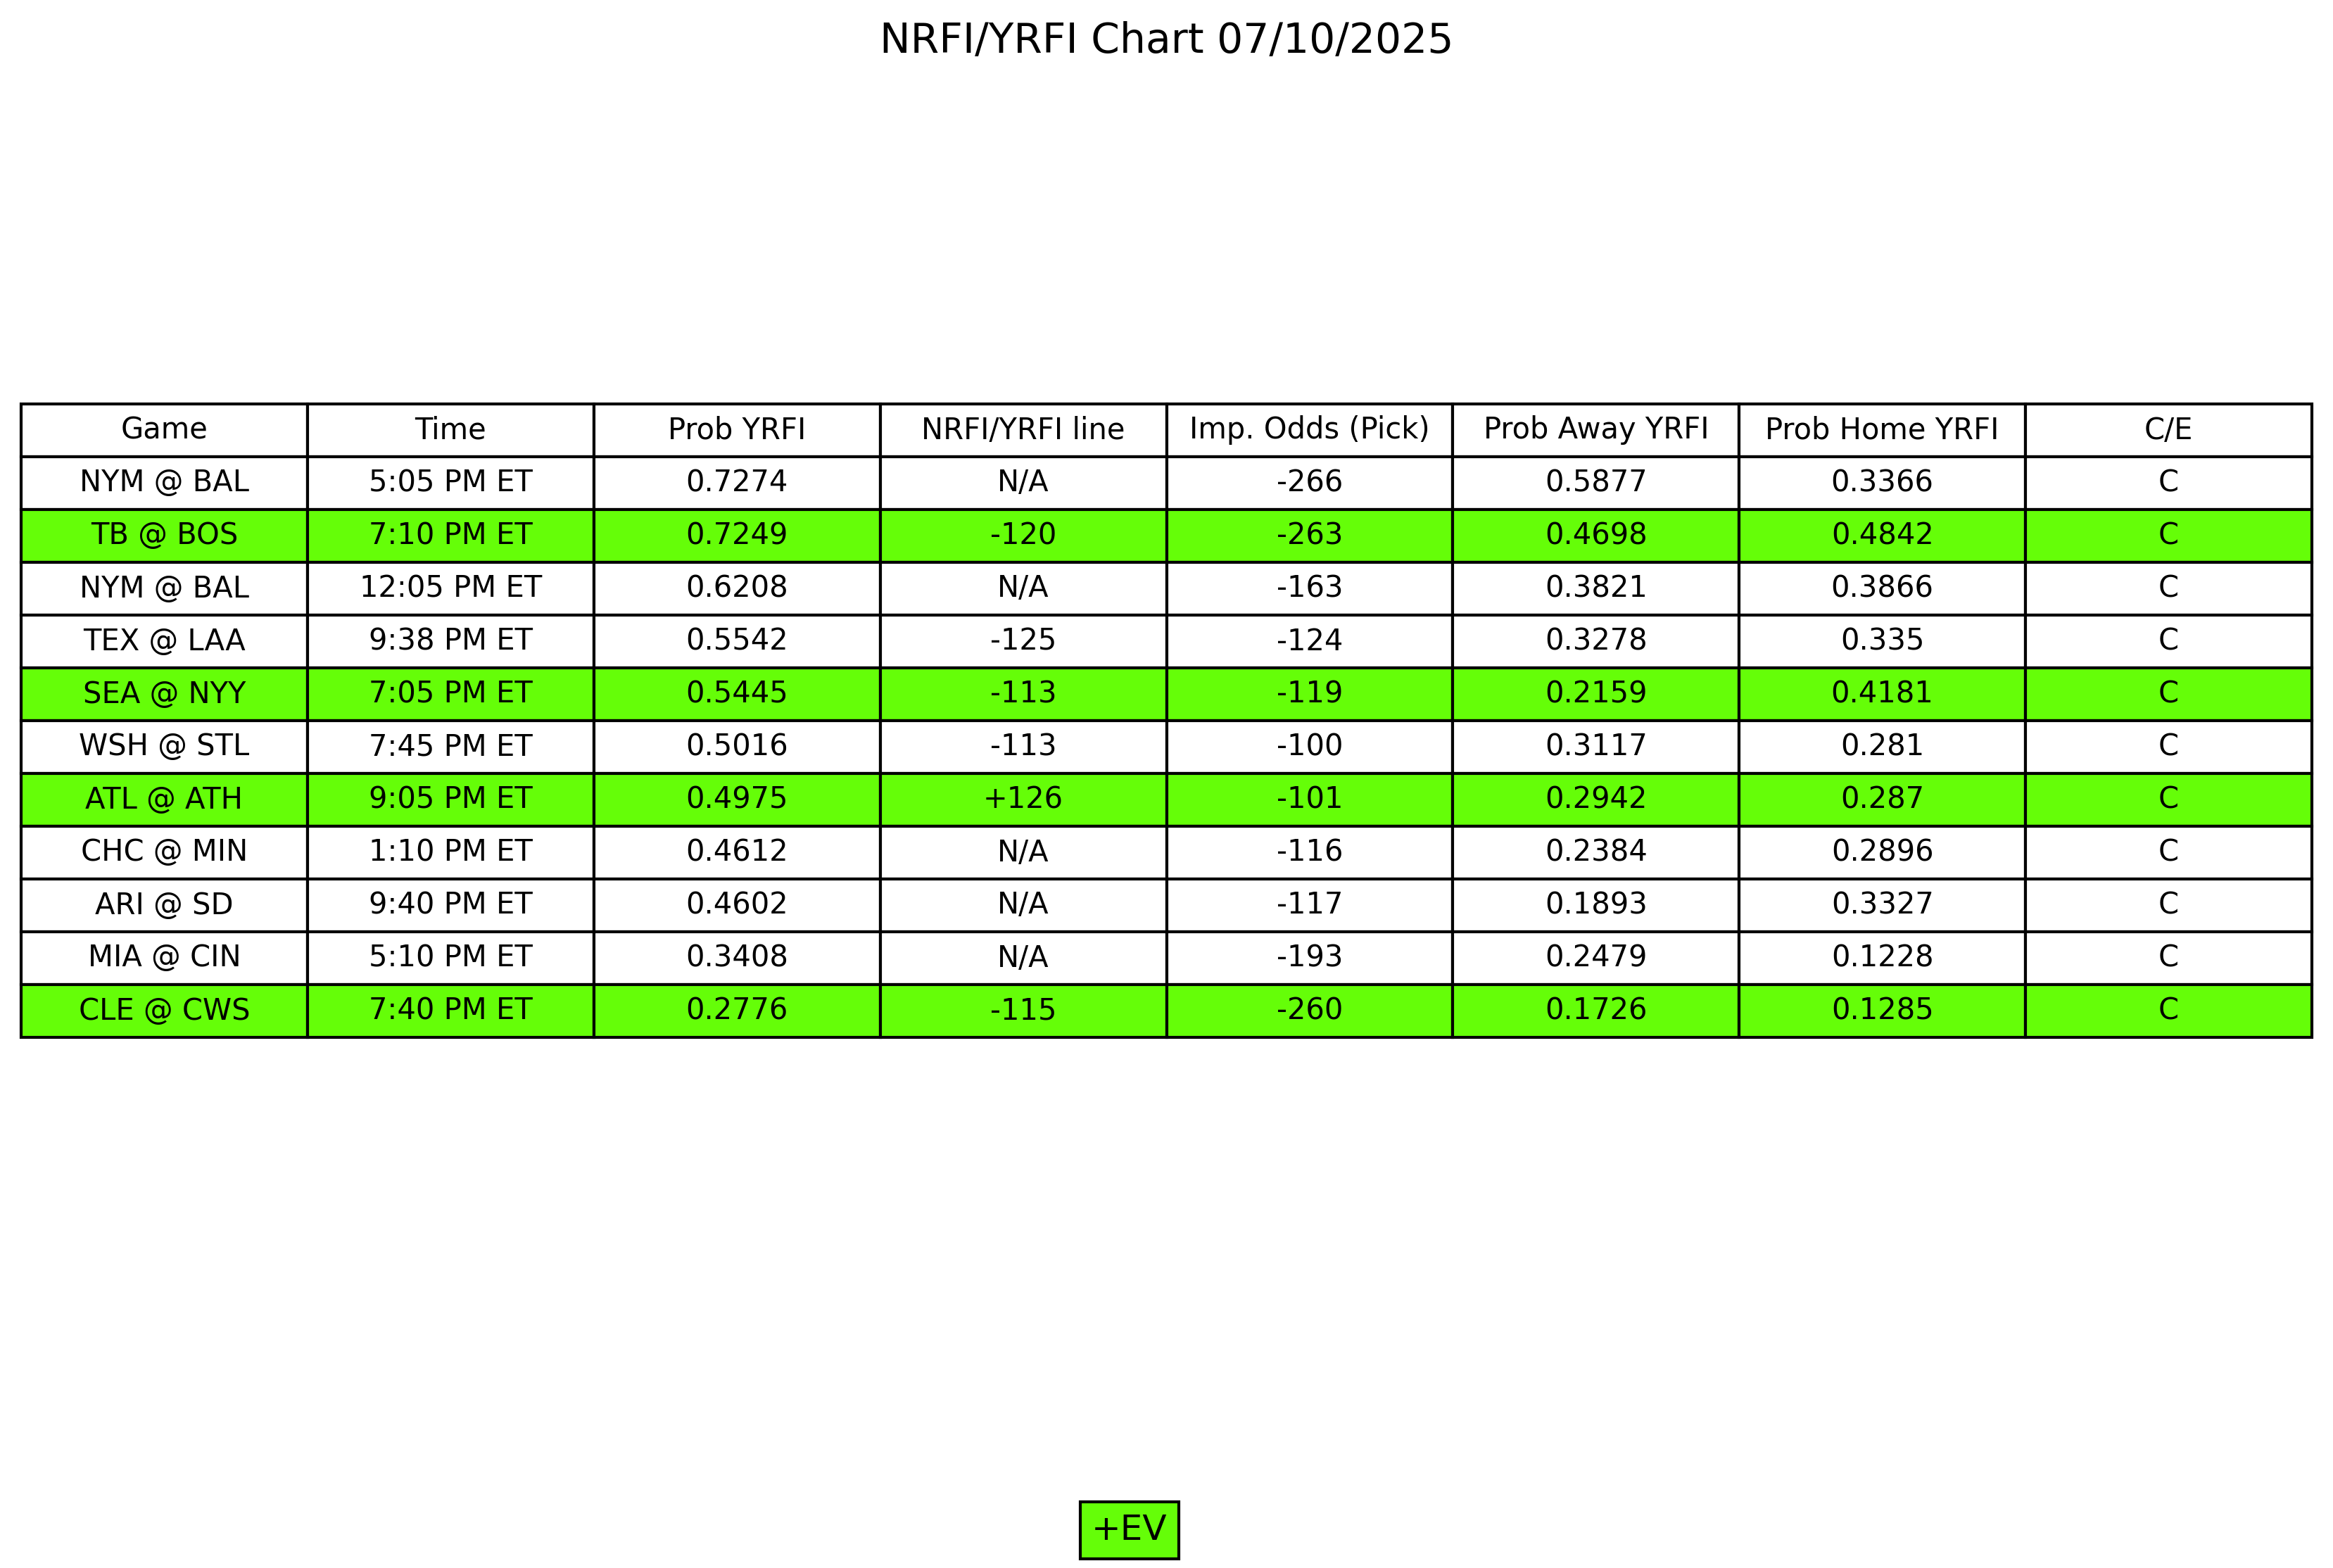 NRFI/YRFI Chart 07/10/2025
Game Time Prob YRFI NRFI/YRFI line Imp. Odds (Pick) Prob Away YRFI Prob Home YRFI C/E
NYM @ BAL 5:05 PM ET 0.7274 N/A -266 0.5877 0.3366 C
TB @ BOS 7:10 PM ET 0.7249 -120 -263 0.4698 0.4842 C
NYM @ BAL 12:05 PM ET 0.6208 N/A -163 0.3821 0.3866 C
TEX @ LAA 9:38 PM ET 0.5542 -125 -124 0.3278 0.335 C
SEA @ NYY 7:05 PM ET 0.5445 -113 -119 0.2159 0.4181 C
WSH @ STL 7:45 PM ET 0.5016 -113 -100 0.3117 0.281 C
ATL @ ATH 9:05 PM ET 0.4975 +126 -101 0.2942 0.287 C
CHC @ MIN 1:10 PM ET 0.4612 N/A -116 0.2384 0.2896 C
ARI @ SD 9:40 PM ET 0.4602 N/A -117 0.1893 0.3327 C
MIA @ CIN 5:10 PM ET 0.3408 N/A -193 0.2479 0.1228 C
CLE @ CWS 7:40 PM ET 0.2776 -115 -260 0.1726 0.1285 C
+EV